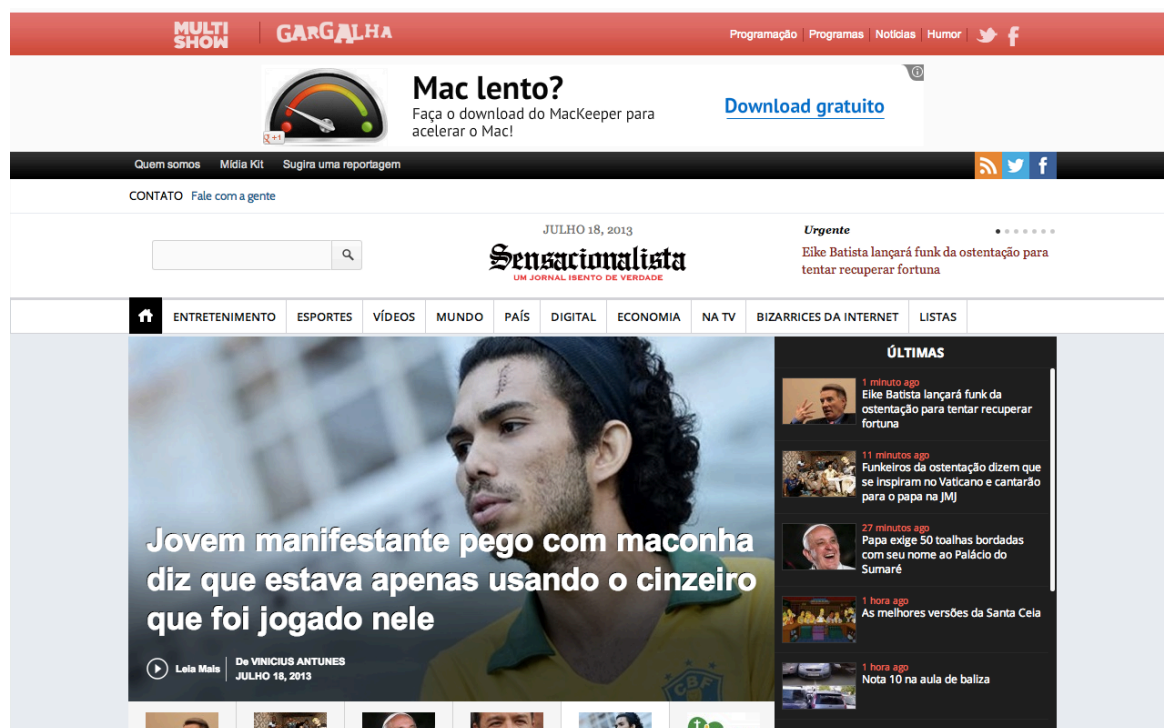 MULTI SHOW
GARGALHA
Programação
Programas
Notícias
Humor
Mac lento?
Faça o download do MacKeeper para
acelerar o Mac!
g +1
Download gratuito
Quem somos
Mídia Kit
Sugira uma reportagem
CONTATO Fale com a gente
JULHO 18, 2013
Sensacionalista
UM JORNAL ISENTO DE VERDADE
Urgente
Eike Batista lançará funk da ostentação para
tentar recuperar fortuna
ENTRETENIMENTO
ESPORTES
VÍDEOS
MUNDO
PAÍS
DIGITAL
ECONOMIA
NA TV
BIZARRICES DA INTERNET
LISTAS
Jovem manifestante pego com maconha
diz que estava apenas usando o cinzeiro
que foi jogado nele
Leia Mais
De VINICIUS ANTUNES
JULHO 18, 2013
CBF
ÚLTIMAS
1 minuto ago
Eike Batista lançará funk da
ostentação para tentar recuperar
fortuna
11 minutos ago
Funkeiros da ostentação dizem que
se inspiram no Vaticano e cantarão
para o papa na JMJ
27 minutos ago
Papa exige 50 toalhas bordadas
com seu nome ao Palácio do
Sumaré
1 hora ago
As melhores versões da Santa Ceia
1 hora ago
Nota 10 na aula de baliza